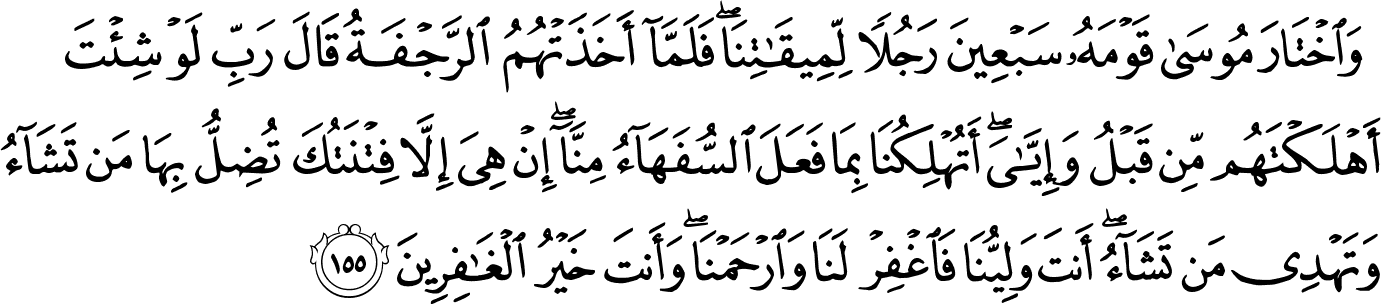 وَٱخْتَارَ مُوسَىٰ قَوْمَهُۥ سَبْعِينَ رَجُلًا لِّمِيقَـٰتِنَا ۖ فَلَمَّآ أَخَذَتْهُمُ ٱلرَّجْفَةُ قَالَ رَبِّ لَوْ شِئْتَ
أَهْلَكْتَهُم مِّن قَبْلُ وَإِيَّـٰىَ ۖ أَتُهْلِكُنَا بِمَا فَعَلَ ٱلسُّفَهَآءُ مِنَّآ ۖ إِنْ هِىَ إِلَّا فِتْنَتُكَ تُضِلُّ بِهَا مَن تَشَآءُ
وَتَهْدِى مَن تَشَآءُ ۖ أَنتَ وَلِيُّنَا فَٱغْفِرْ لَنَا وَٱرْحَمْنَا ۖ وَأَنتَ خَيْرُ ٱلْغَـٰفِرِينَ ١٥٥